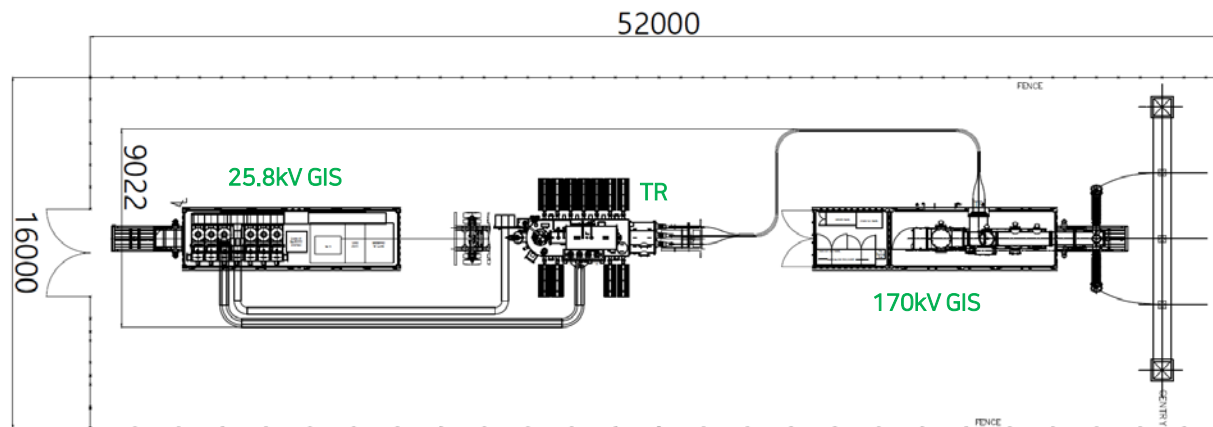 52000
FENCE
9022
25.8kV GIS
TR
16000
170kV GIS
GENTRY
FENCE